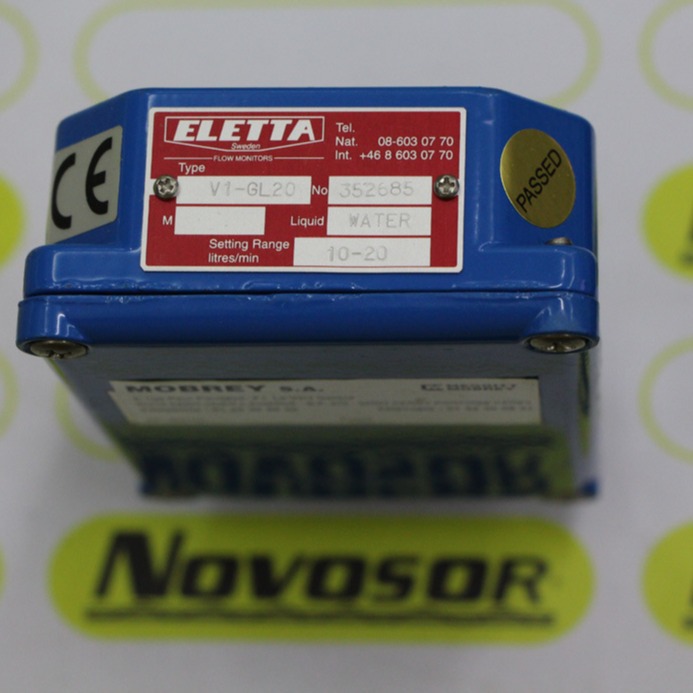 ELETTA
Sweden
FLOW MONITORS
Tel.
Nat. 08-603 07 70
Int. +46 8 603 07 70
Type
V1-GL20 No 352685
M Liquid WATER
Setting Range
litres/min 10-20
CE
PASSED
MOBREY S.A.
NOVOSOR
NOVOSOR